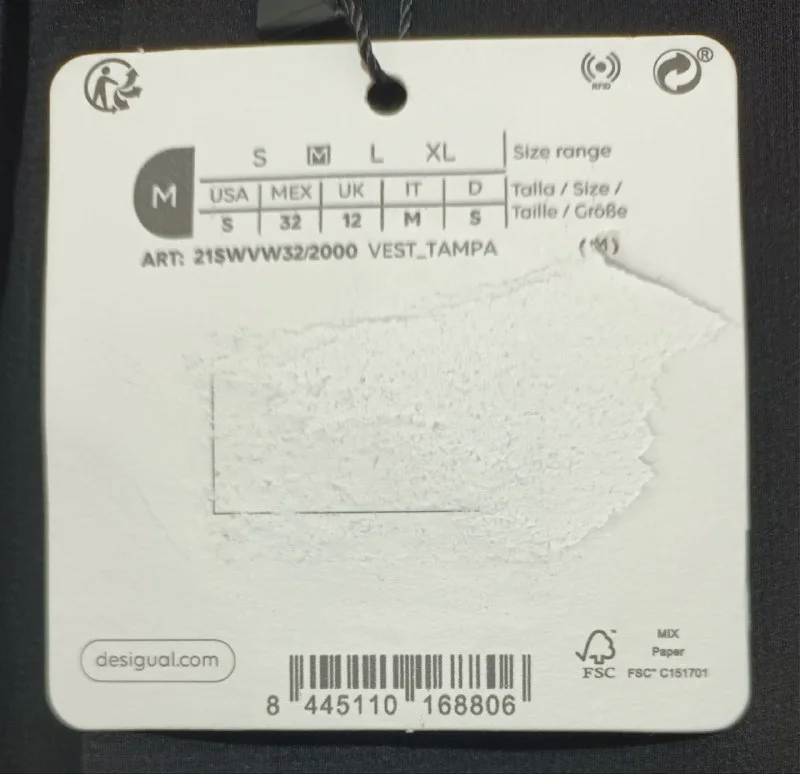 RFID
®
S M L XL Size range
M
USA MEX UK IT D Talla / Size /
S 32 12 M S Taille / Größe
ART: 21SWVW32/2000 VEST_TAMPA (M)
desigual.com
8 445110 168806
MIX
Paper
FSC™ FSC® C151701